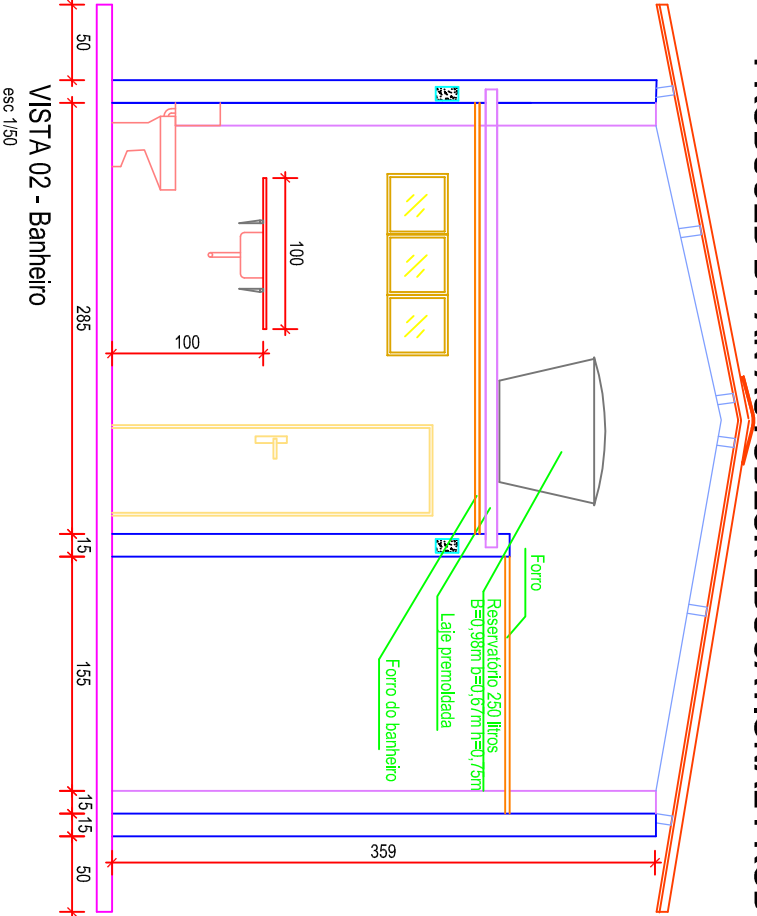 50
285
15
155
15
15
50
100
100
359
Forro
Reservatório 250 litros
B=0,98m b=0,67m h=0,75m
Laje premoldada
Forro do banheiro
VISTA 02 - Banheiro
esc 1/50